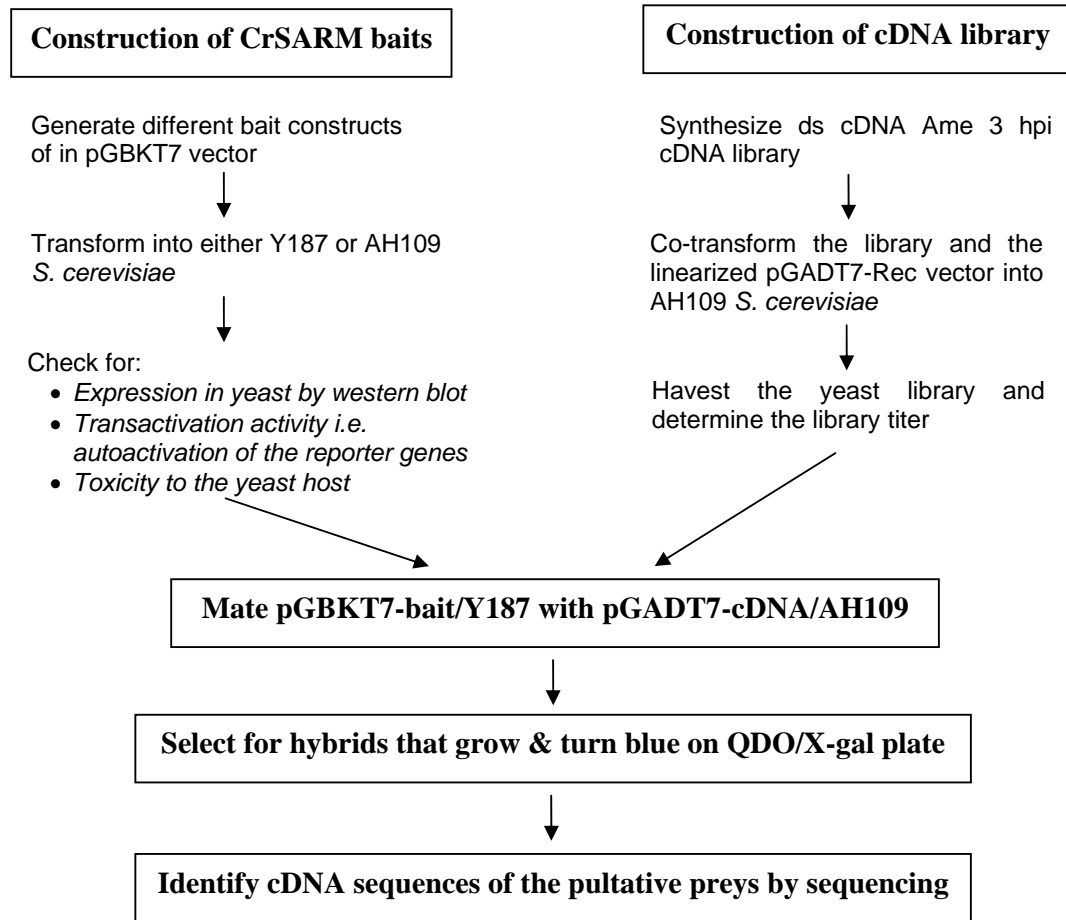 Construction of CrSARM baits
Generate different bait constructs
of in pGBKT7 vector
Transform into either Y187 or AH109
S. cerevisiae
Check for:
• Expression in yeast by western blot
• Transactivation activity i.e.
autoactivation of the reporter genes
• Toxicity to the yeast host
Construction of cDNA library
Synthesize ds cDNA Ame 3 hpi
cDNA library
Co-transform the library and the
linearized pGADT7-Rec vector into
AH109 S. cerevisiae
Havest the yeast library and
determine the library titer
Mate pGBKT7-bait/Y187 with pGADT7-cDNA/AH109
Select for hybrids that grow & turn blue on QDO/X-gal plate
Identify cDNA sequences of the pultative preys by sequencing